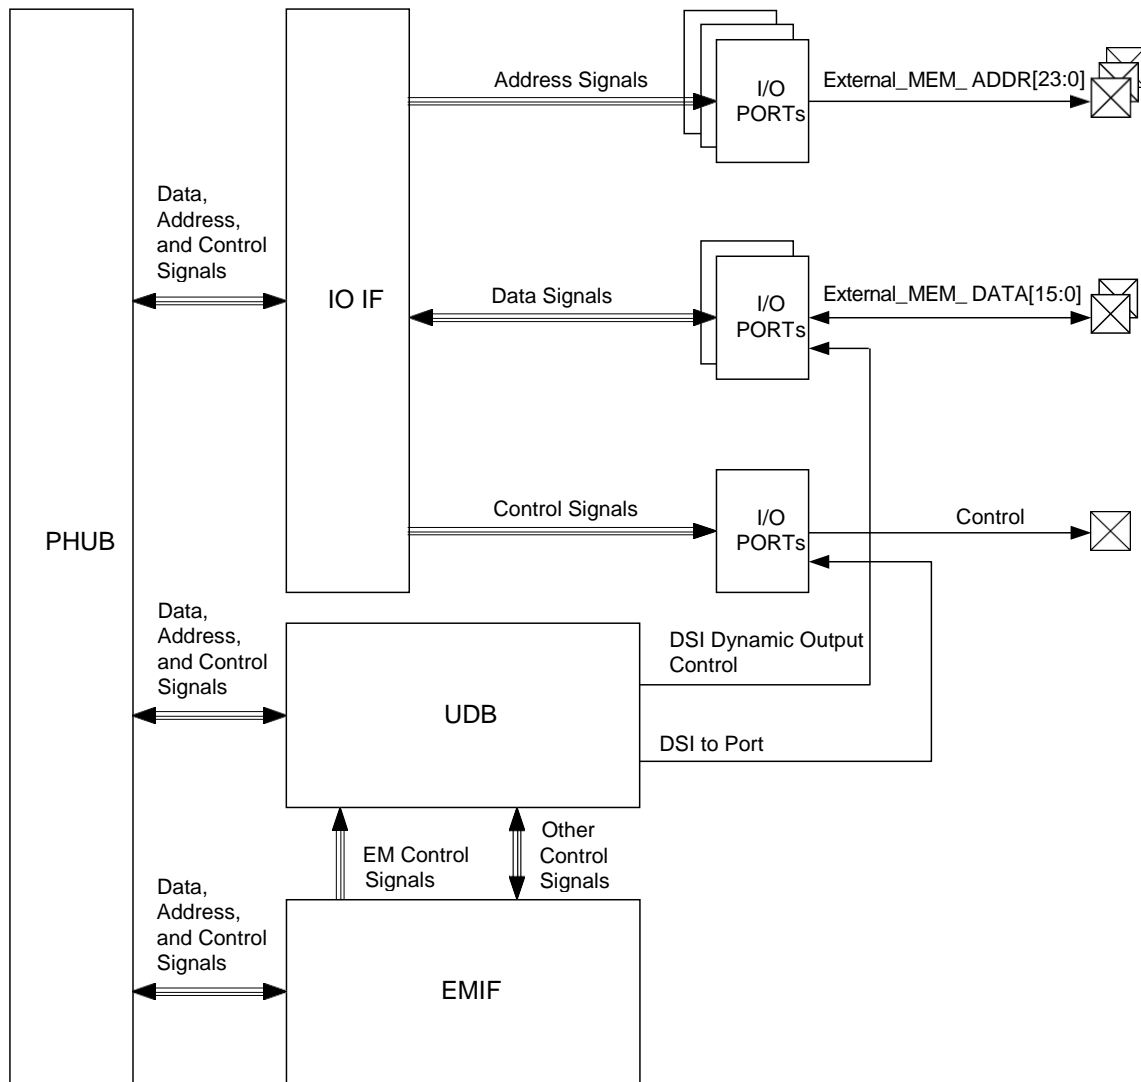 Address Signals
I/O
PORTs
External_MEM_ ADDR[23:0]
Data,
Address,
and Control
Signals
IO IF
Data Signals
I/O
PORTs
External_MEM_ DATA[15:0]
PHUB
Control Signals
I/O
PORTs
Control
Data,
Address,
and Control
Signals
UDB
DSI Dynamic Output
Control
DSI to Port
EM Control
Signals
Other
Control
Signals
Data,
Address,
and Control
Signals
EMIF